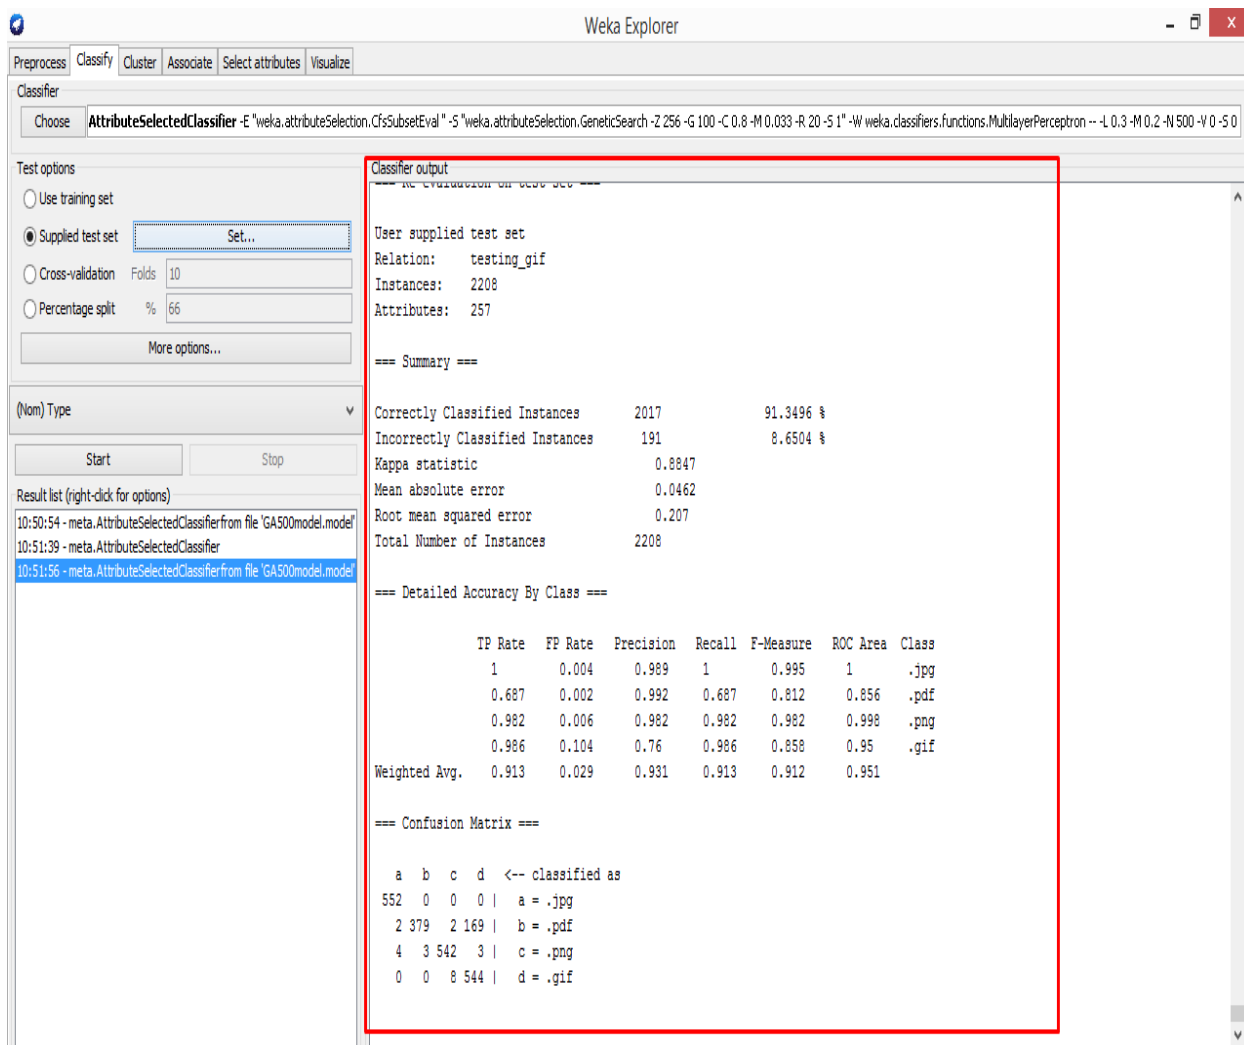 Weka Explorer
Preprocess Classify Cluster Associate Select attributes Visualize
Classifier
Choose AttributeSelectedClassifier -E "weka.attributeSelection.CfsSubsetEval " -S "weka.attributeSelection.GeneticSearch -Z 256 -G 100 -C 0.8 -M 0.033 -R 20 -S 1" -W weka.classifiers.functions.MultilayerPerceptron -- -L 0.3 -M 0.2 -N 500 -V 0 -S 0
Test options
Use training set
Supplied test set Set...
Cross-validation Folds 10
Percentage split % 66
More options...
(Nom) Type
Start Stop
Result list (right-click for options)
10:50:54 - meta.AttributeSelectedClassifierfrom file 'GA500model.model'
10:51:39 - meta.AttributeSelectedClassifier
10:51:56 - meta.AttributeSelectedClassifierfrom file 'GA500model.model'
Classifier output
=== Re-evaluation on test set ===
User supplied test set
Relation: testing_gif
Instances: 2208
Attributes: 257
=== Summary ===
Correctly Classified Instances 2017 91.3496 %
Incorrectly Classified Instances 191 8.6504 %
Kappa statistic 0.8847
Mean absolute error 0.0462
Root mean squared error 0.207
Total Number of Instances 2208
=== Detailed Accuracy By Class ===
TP Rate FP Rate Precision Recall F-Measure ROC Area Class
1 0.004 0.989 1 0.995 1 .jpg
0.687 0.002 0.992 0.687 0.812 0.856 .pdf
0.982 0.006 0.982 0.982 0.982 0.998 .png
0.986 0.104 0.76 0.986 0.858 0.95 .gif
Weighted Avg. 0.913 0.029 0.931 0.913 0.912 0.951
=== Confusion Matrix ===
a b c d <-- classified as
552 0 0 0 | a = .jpg
2 379 2 169 | b = .pdf
4 3 542 3 | c = .png
0 0 8 544 | d = .gif